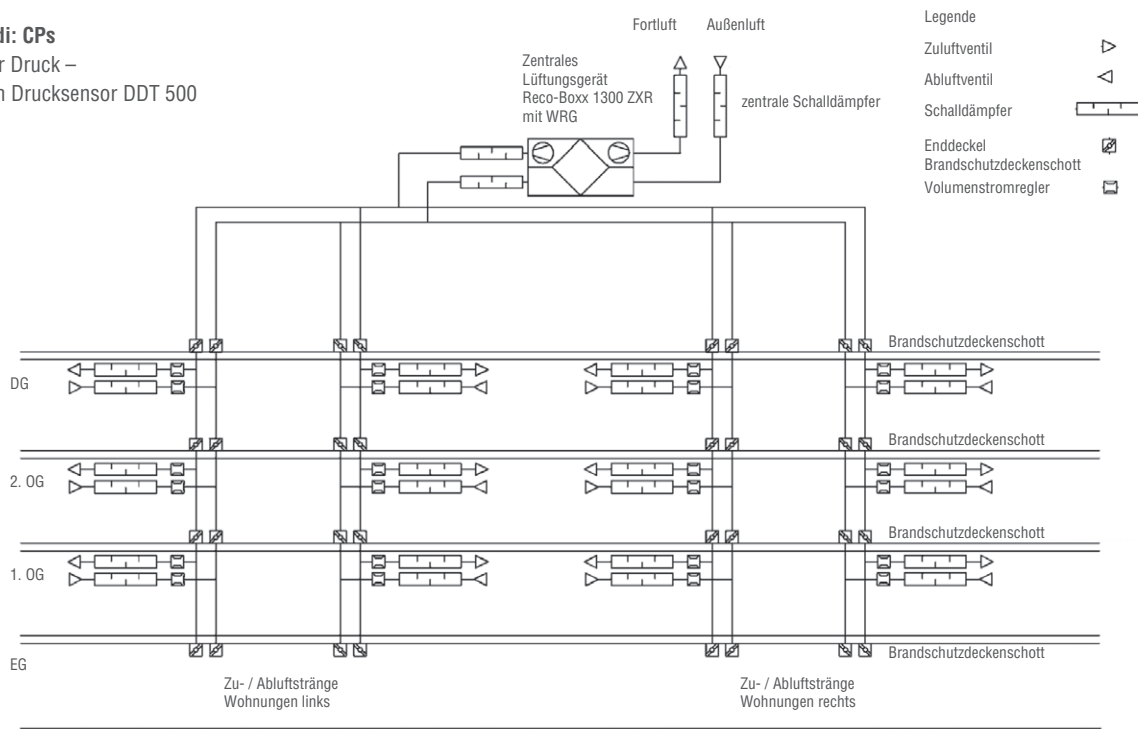 di: CPs
r Druck –
n Drucksensor DDT 500
Fortluft
Außenluft
Zentrales
Lüftungsgerät
Reco-Boxx 1300 ZXR
mit WRG
zentrale Schalldämpfer
Legende
Zuluftventil
Abluftventil
Schalldämpfer
Enddeckel
Brandschutzdeckenschott
Volumenstromregler
Brandschutzdeckenschott
DG
Brandschutzdeckenschott
2. OG
Brandschutzdeckenschott
1. OG
Brandschutzdeckenschott
EG
Zu- / Abluftstränge
Wohnungen links
Zu- / Abluftstränge
Wohnungen rechts